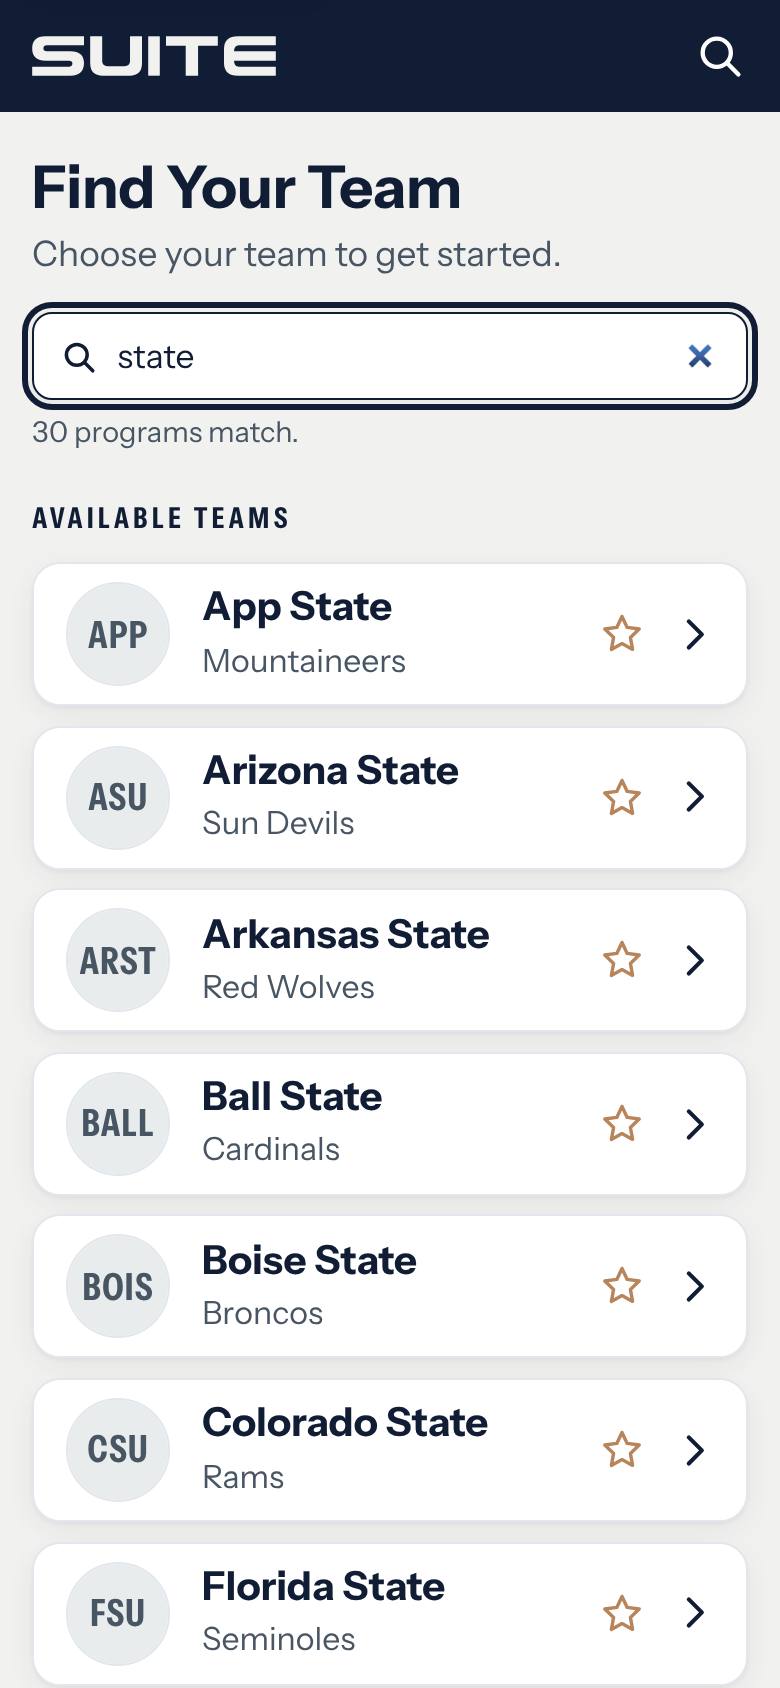 SUITE
Find Your Team
Choose your team to get started.
state
30 programs match.
AVAILABLE TEAMS
APP
App State
Mountaineers
ASU
Arizona State
Sun Devils
ARST
Arkansas State
Red Wolves
BALL
Ball State
Cardinals
BOIS
Boise State
Broncos
CSU
Colorado State
Rams
FSU
Florida State
Seminoles